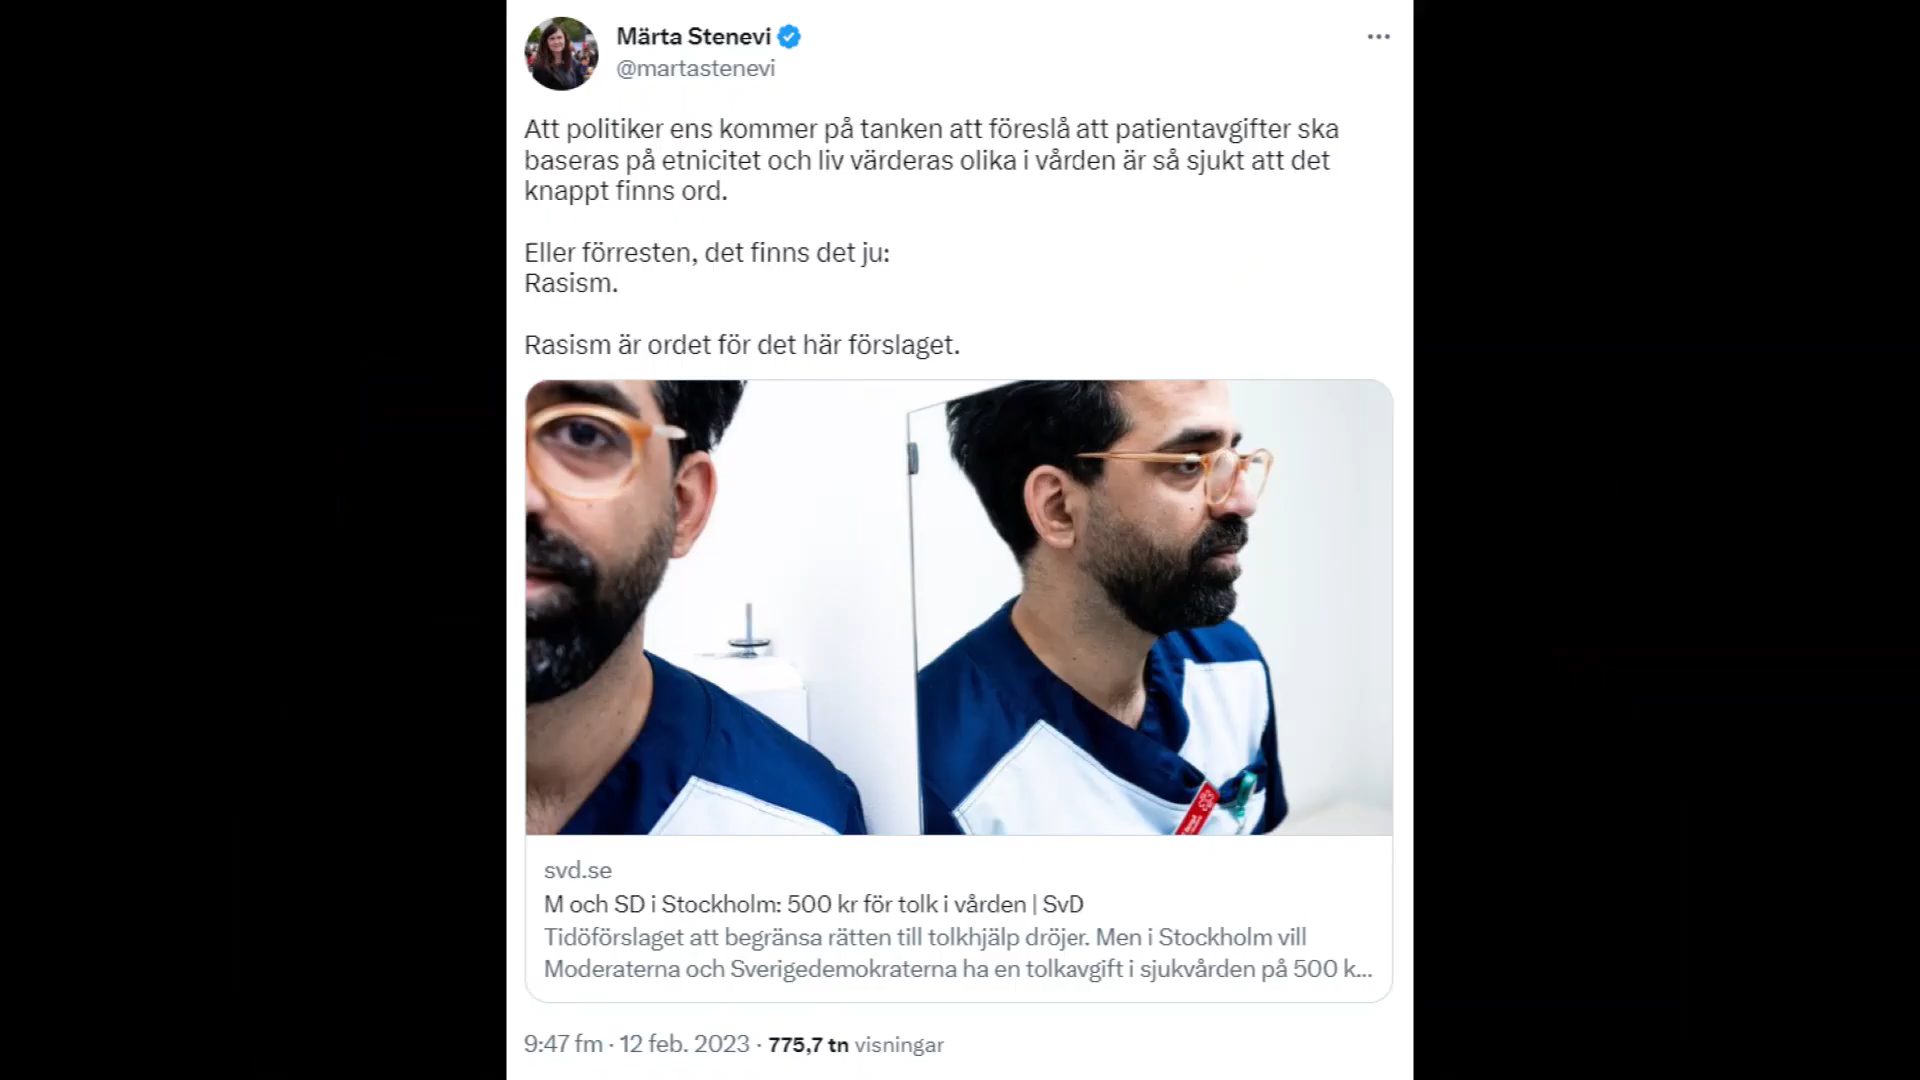 Märta Stenevi
@martastenevi
Att politiker ens kommer på tanken att föreslå att patientavgifter ska
baseras på etnicitet och liv värderas olika i vården är så sjukt att det
knappt finns ord.
Eller förresten, det finns det ju:
Rasism.
Rasism är ordet för det här förslaget.
svd.se
M och SD i Stockholm: 500 kr för tolk i vården | SvD
Tidöförslaget att begränsa rätten till tolkhjälp dröjer. Men i Stockholm vill
Moderaterna och Sverigedemokraterna ha en tolkavgift i sjukvården på 500 k...
9:47 fm · 12 feb. 2023 · 775,7 tn visningar